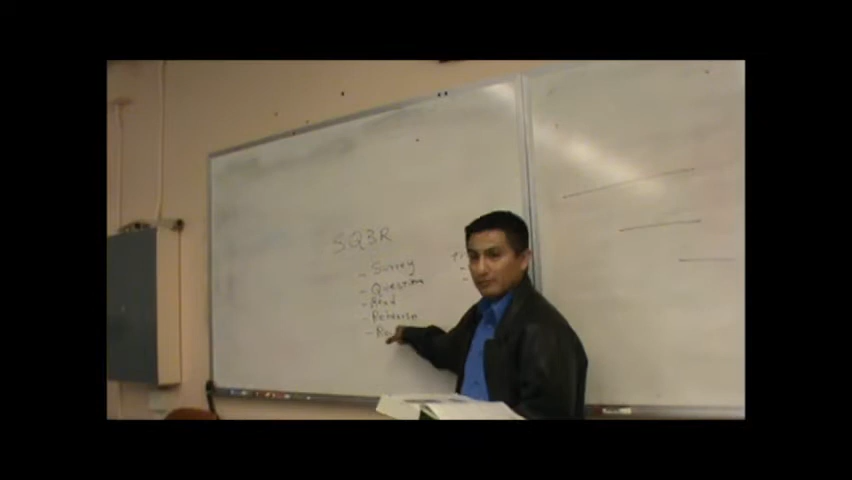 SQ3R
- Survey
- Question
- Read
- Rehearse